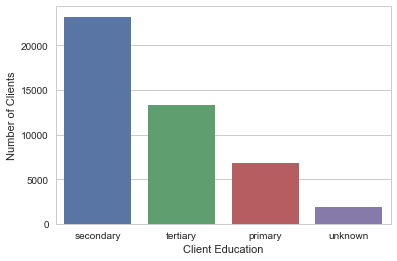 20000
15000
10000
5000
0
Number of Clients
secondary tertiary primary unknown
Client Education